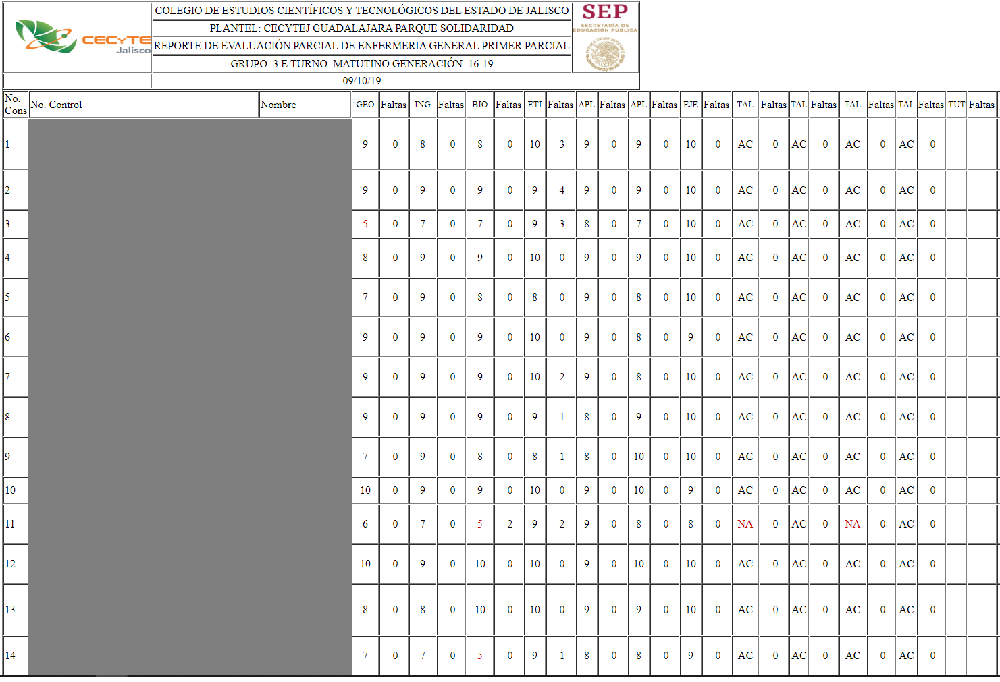 CECyTE
Jalisco
COLEGIO DE ESTUDIOS CIENTÍFICOS Y TECNOLÓGICOS DEL ESTADO DE JALISCO
PLANTEL: CECYTEJ GUADALAJARA PARQUE SOLIDARIDAD
REPORTE DE EVALUACIÓN PARCIAL DE ENFERMERIA GENERAL PRIMER PARCIAL
GRUPO: 3 E TURNO: MATUTINO GENERACIÓN: 16-19
09/10/19
SEP
SECRETARÍA DE
EDUCACIÓN PÚBLICA
ESTADOS UNIDOS MEXICANOS
No. Cons No. Control Nombre GEO Faltas ING Faltas BIO Faltas ETI Faltas APL Faltas APL Faltas EJE Faltas TAL Faltas TAL Faltas TAL Faltas TAL Faltas TUT Faltas
1 9 0 8 0 8 0 10 3 9 0 9 0 10 0 AC 0 AC 0 AC 0 AC 0
2 9 0 9 0 9 0 9 4 9 0 9 0 10 0 AC 0 AC 0 AC 0 AC 0
3 5 0 7 0 7 0 9 3 8 0 7 0 10 0 AC 0 AC 0 AC 0 AC 0
4 8 0 9 0 9 0 10 0 9 0 9 0 10 0 AC 0 AC 0 AC 0 AC 0
5 7 0 9 0 8 0 8 0 9 0 8 0 10 0 AC 0 AC 0 AC 0 AC 0
6 9 0 9 0 9 0 10 0 9 0 8 0 9 0 AC 0 AC 0 AC 0 AC 0
7 9 0 9 0 9 0 10 2 9 0 8 0 10 0 AC 0 AC 0 AC 0 AC 0
8 9 0 9 0 9 0 9 1 8 0 9 0 10 0 AC 0 AC 0 AC 0 AC 0
9 7 0 9 0 8 0 8 1 8 0 10 0 10 0 AC 0 AC 0 AC 0 AC 0
10 10 0 9 0 9 0 10 0 9 0 10 0 9 0 AC 0 AC 0 AC 0 AC 0
11 6 0 7 0 5 2 9 2 9 0 8 0 8 0 NA 0 AC 0 NA 0 AC 0
12 10 0 9 0 10 0 10 0 9 0 10 0 10 0 AC 0 AC 0 AC 0 AC 0
13 8 0 8 0 10 0 10 0 9 0 9 0 10 0 AC 0 AC 0 AC 0 AC 0
14 7 0 7 0 5 0 9 1 8 0 8 0 9 0 AC 0 AC 0 AC 0 AC 0